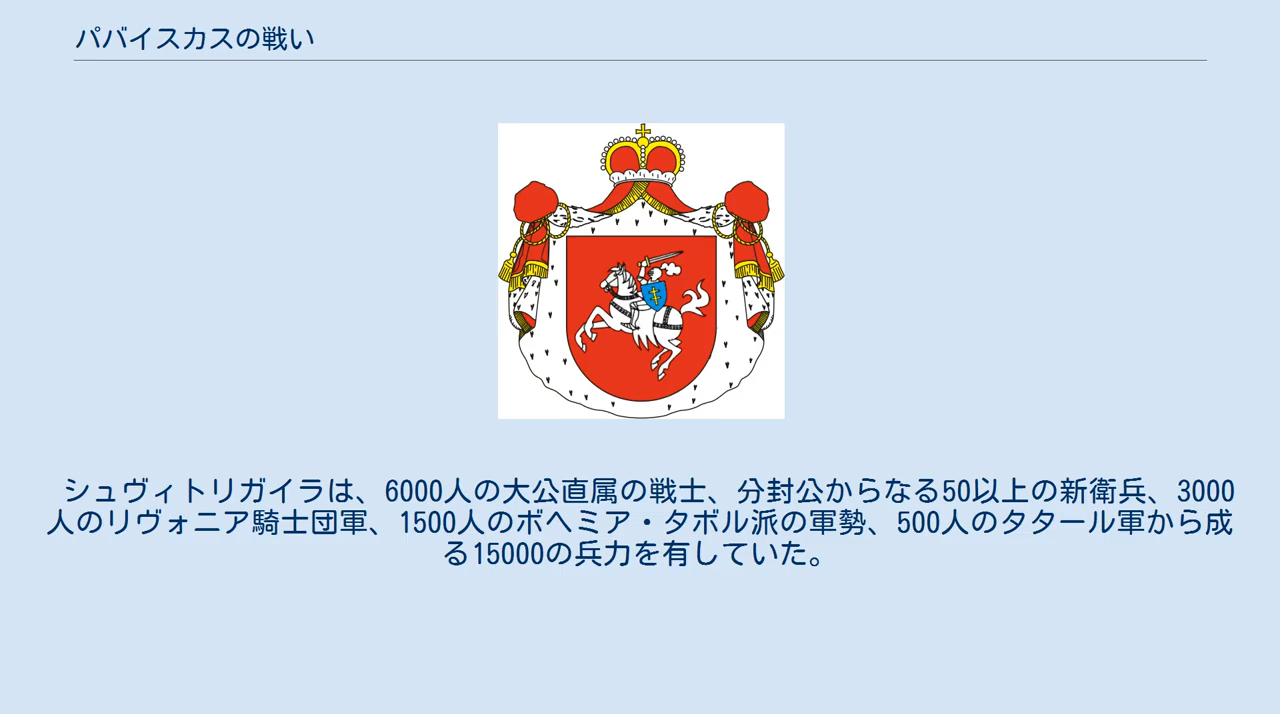 パバイスカスの戦い
シュヴィトリガイラは、6000人の大公直属の戦士、分封公からなる50以上の新衛兵、3000
人のリヴォニア騎士団軍、1500人のボヘミア・タボル派の軍勢、500人のタタール軍から成
る15000の兵力を有していた。